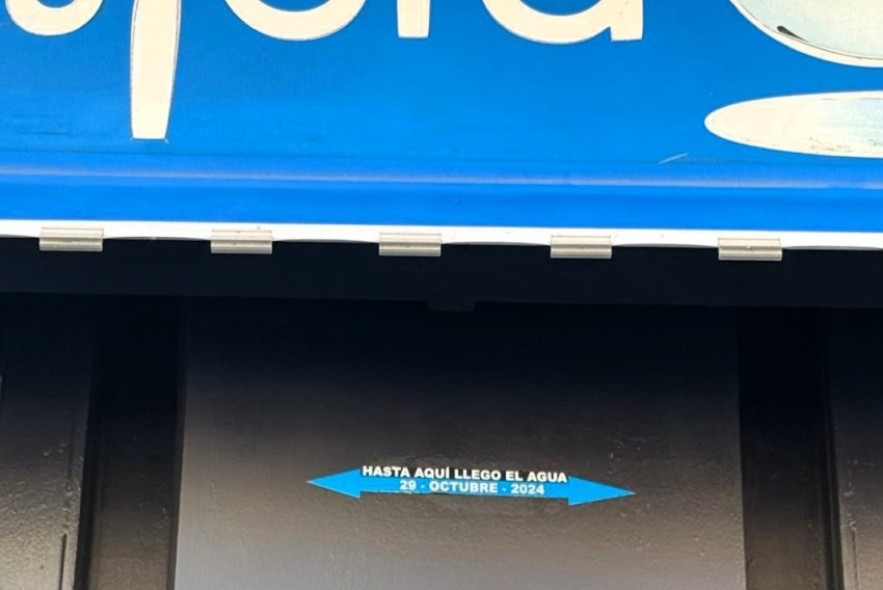 HASTA AQUÍ LLEGO EL AGUA
29 - OCTUBRE - 2024